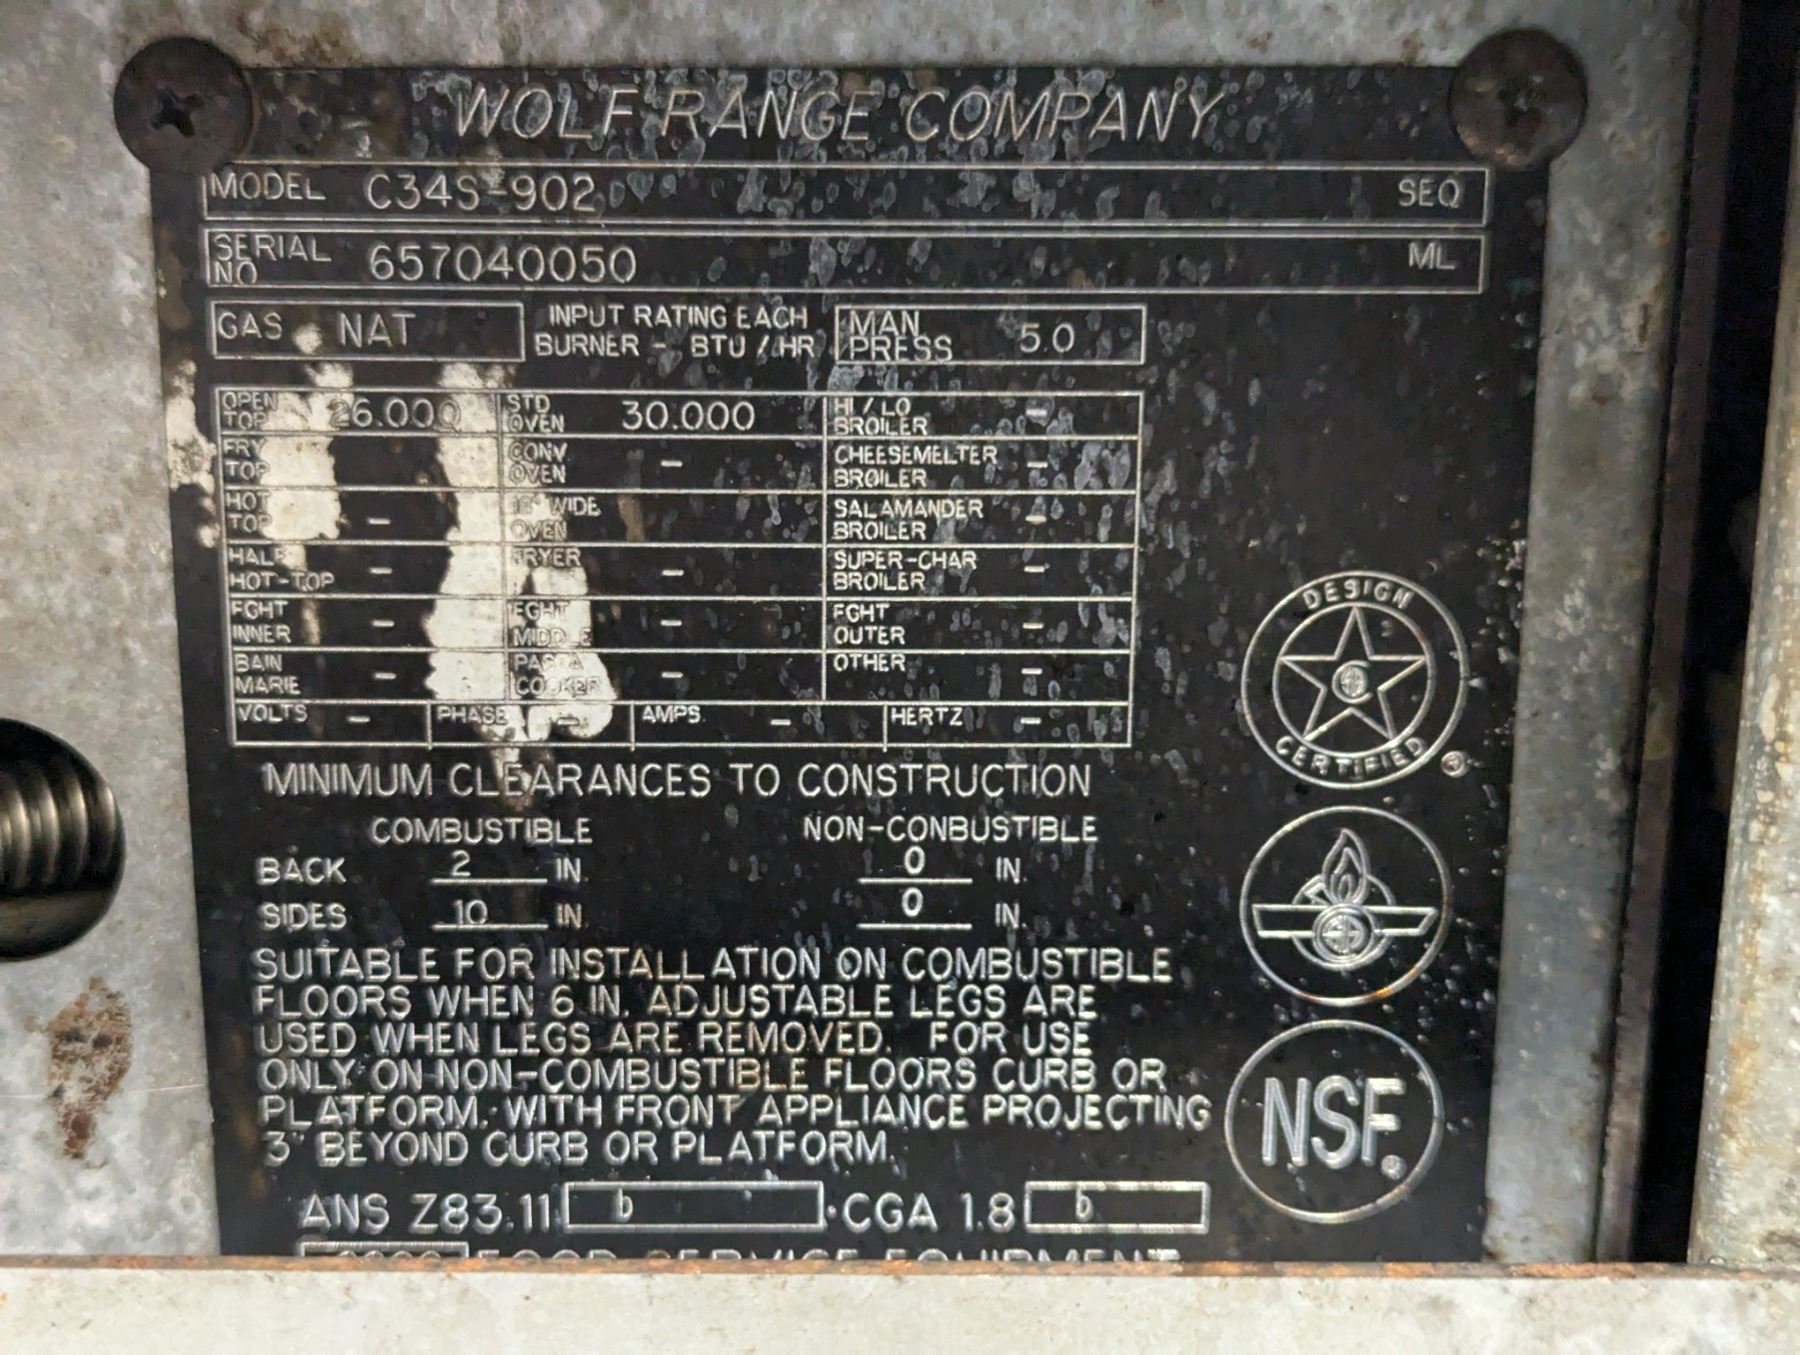 WOLF RANGE COMPANY
MODEL C34S-902 SEQ
SERIAL NO 657040050 ML
GAS NAT
INPUT RATING EACH
BURNER - BTU / HR
MAN PRESS 5.0
OPEN TOP 26.000 STD OVEN 30.000 HI / LO BROILER -
FRY TOP CONV OVEN - CHEESEMELTER BROILER -
HOT TOP - 18" WIDE OVEN SALAMANDER BROILER -
HALF HOT-TOP - FRYER - SUPER-CHAR BROILER -
FGHT INNER - FGHT MIDDLE - FGHT OUTER -
BAIN MARIE - PASTA COOKER - OTHER -
VOLTS - PHASE - AMPS. - HERTZ -
MINIMUM CLEARANCES TO CONSTRUCTION
COMBUSTIBLE NON-CONBUSTIBLE
BACK 2 IN. 0 IN.
SIDES 10 IN. 0 IN.
SUITABLE FOR INSTALLATION ON COMBUSTIBLE
FLOORS WHEN 6 IN. ADJUSTABLE LEGS ARE
USED WHEN LEGS ARE REMOVED. FOR USE
ONLY ON NON-COMBUSTIBLE FLOORS CURB OR
PLATFORM. WITH FRONT APPLIANCE PROJECTING
3" BEYOND CURB OR PLATFORM.
ANS Z83.11 b · CGA 1.8 b
FOOD SERVICE EQUIPMENT
DESIGN
CERTIFIED ®
NSF®